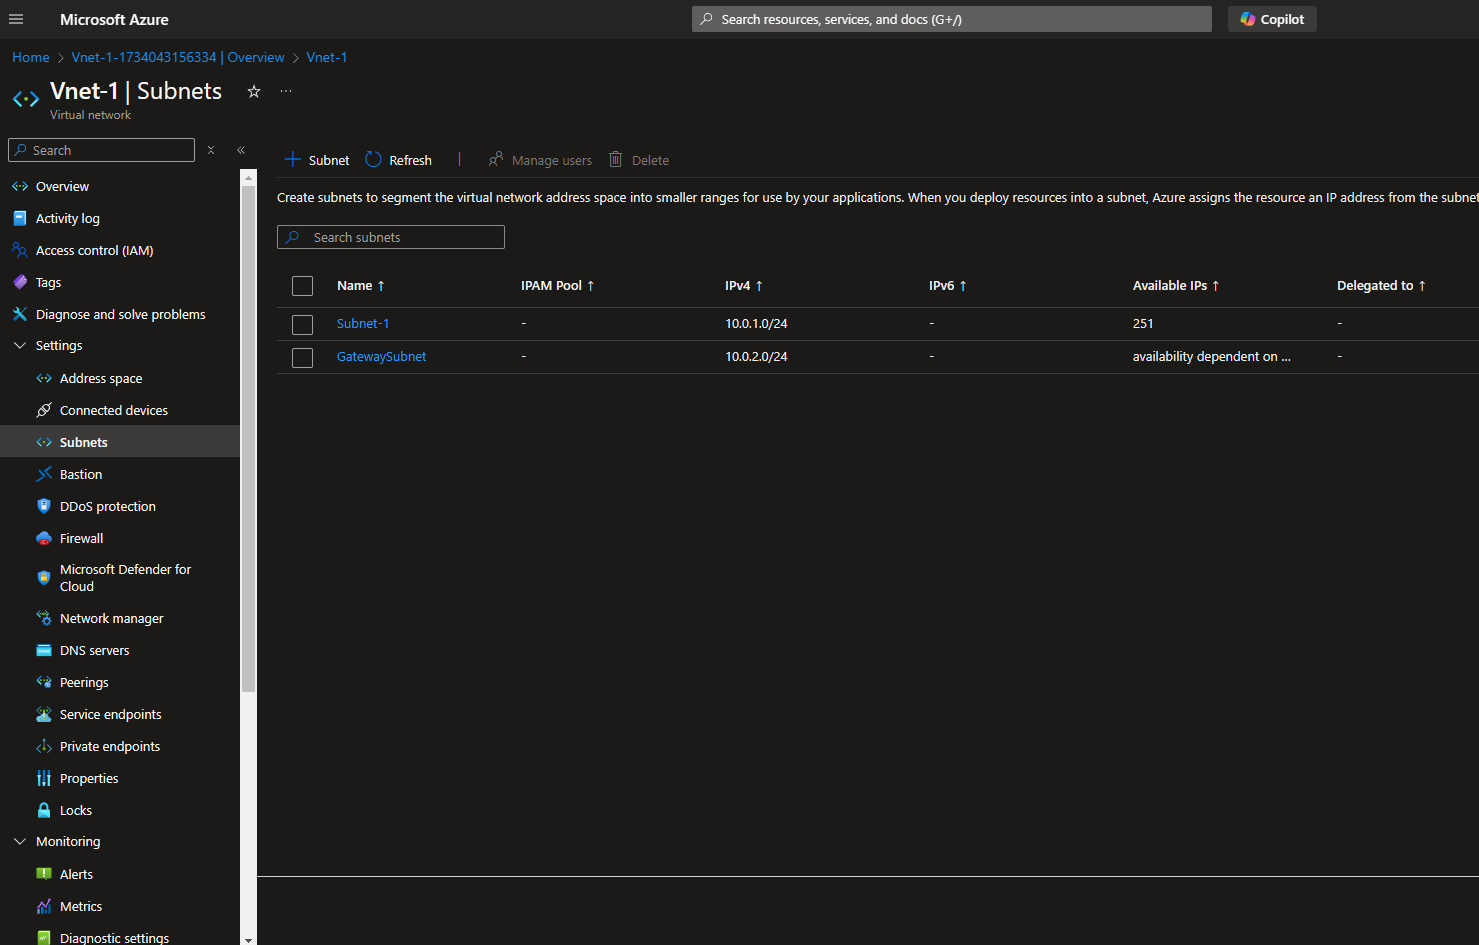 Microsoft Azure
Search resources, services, and docs (G+/)
Copilot
Home > Vnet-1-1734043156334 | Overview > Vnet-1
Vnet-1 | Subnets
Virtual network
Search
Overview
Activity log
Access control (IAM)
Tags
Diagnose and solve problems
Settings
Address space
Connected devices
Subnets
Bastion
DDoS protection
Firewall
Microsoft Defender for
Cloud
Network manager
DNS servers
Peerings
Service endpoints
Private endpoints
Properties
Locks
Monitoring
Alerts
Metrics
Diagnostic settings
+ Subnet Refresh | Manage users Delete
Create subnets to segment the virtual network address space into smaller ranges for use by your applications. When you deploy resources into a subnet, Azure assigns the resource an IP address from the subnet
Search subnets
Name ↑ IPAM Pool ↑ IPv4 ↑ IPv6 ↑ Available IPs ↑ Delegated to ↑
Subnet-1 - 10.0.1.0/24 - 251 -
GatewaySubnet - 10.0.2.0/24 - availability dependent on ... -